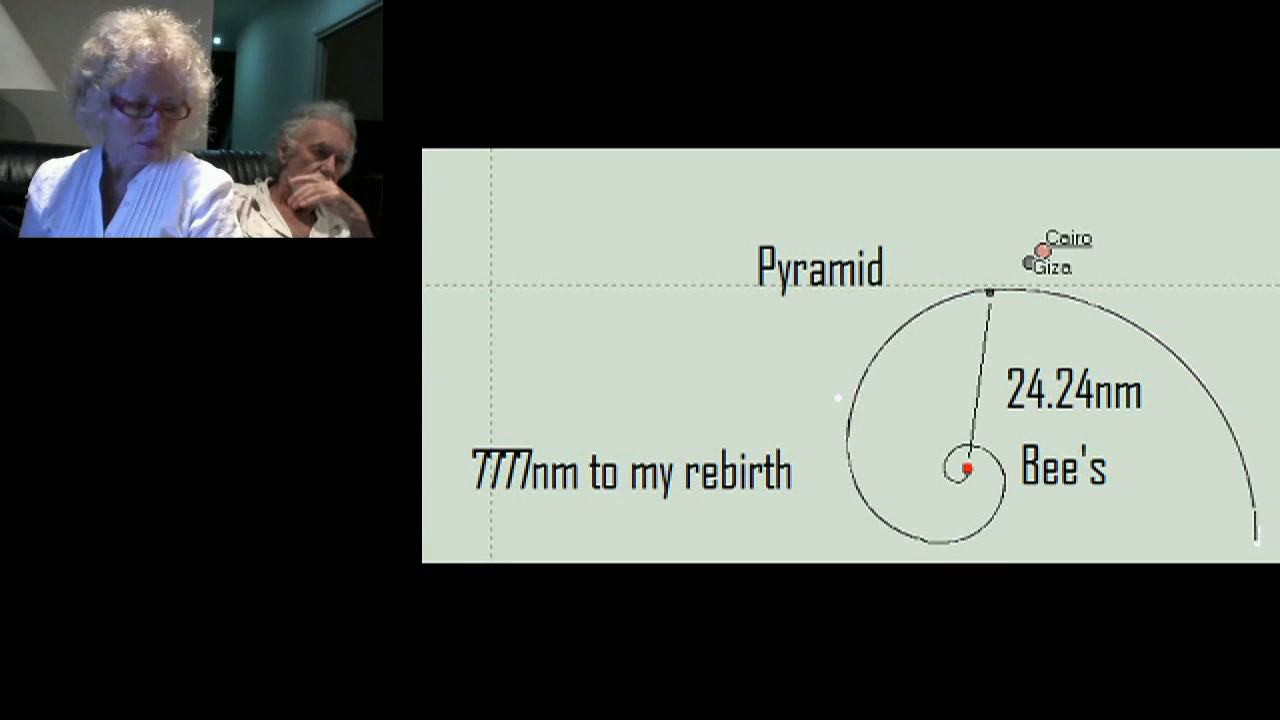 Cairo
Pyramid
Giza
24.24nm
7777nm to my rebirth
Bee's